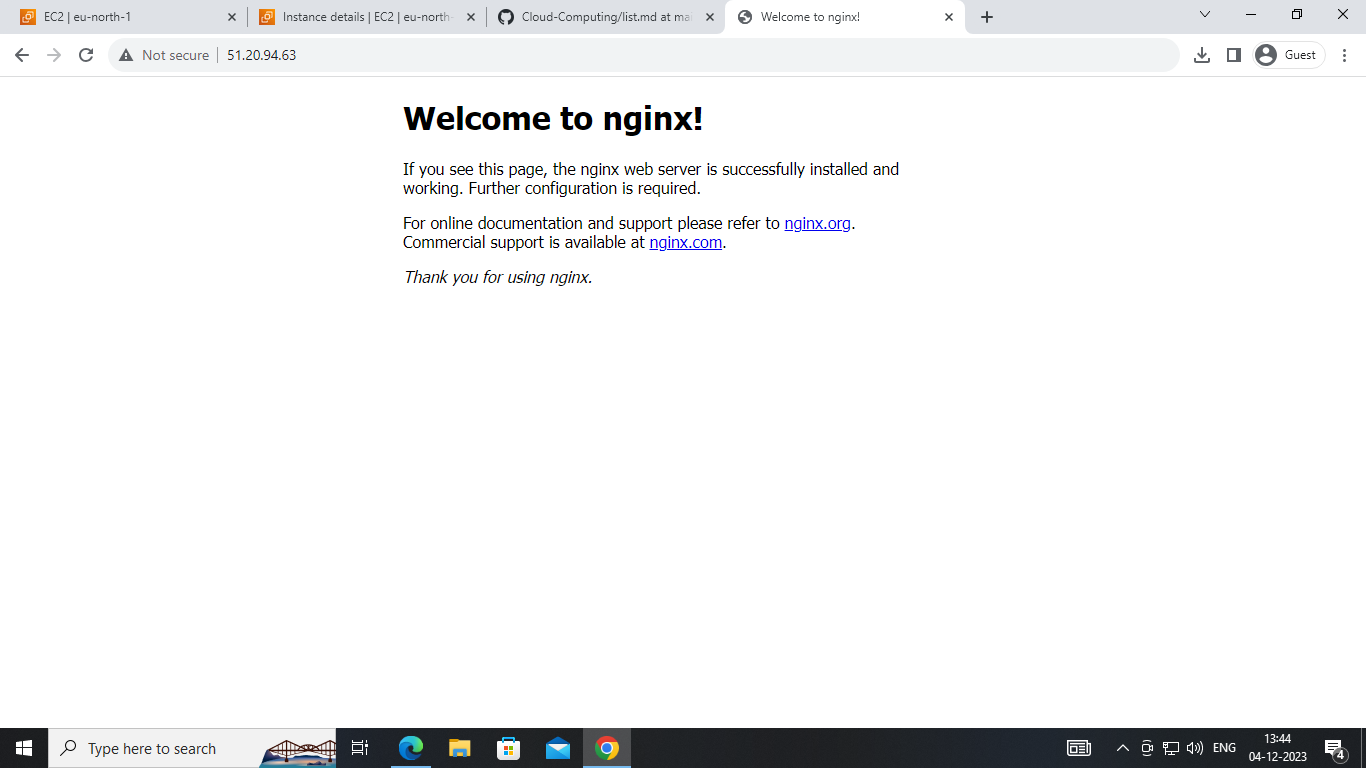 EC2 | eu-north-1
Instance details | EC2 | eu-north-
Cloud-Computing/list.md at mai
Welcome to nginx!
Not secure
51.20.94.63
Guest
Welcome to nginx!
If you see this page, the nginx web server is successfully installed and
working. Further configuration is required.
For online documentation and support please refer to nginx.org.
Commercial support is available at nginx.com.
Thank you for using nginx.
Type here to search
ENG
13:44
04-12-2023
4